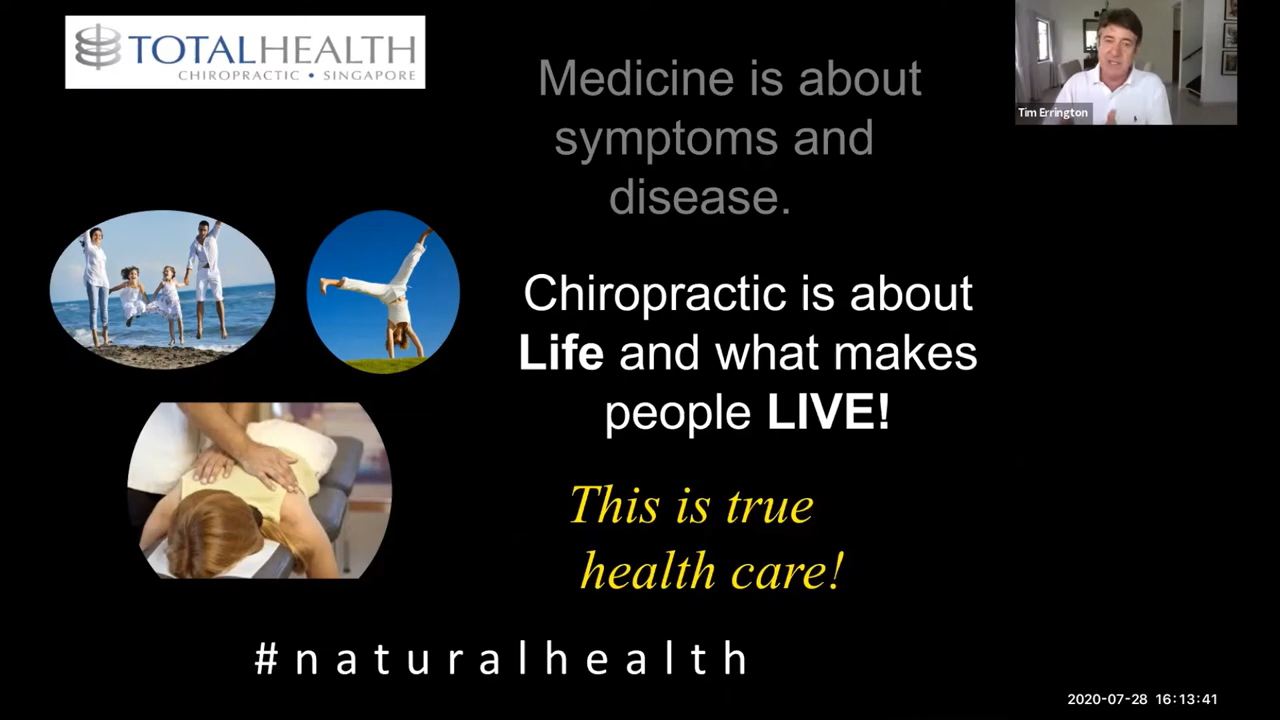 TOTALHEALTH
CHIROPRACTIC • SINGAPORE
Tim Errington
Medicine is about
symptoms and
disease.
Chiropractic is about
Life and what makes
people LIVE!
This is true
health care!
#naturalhealth
2020-07-28 16:13:41